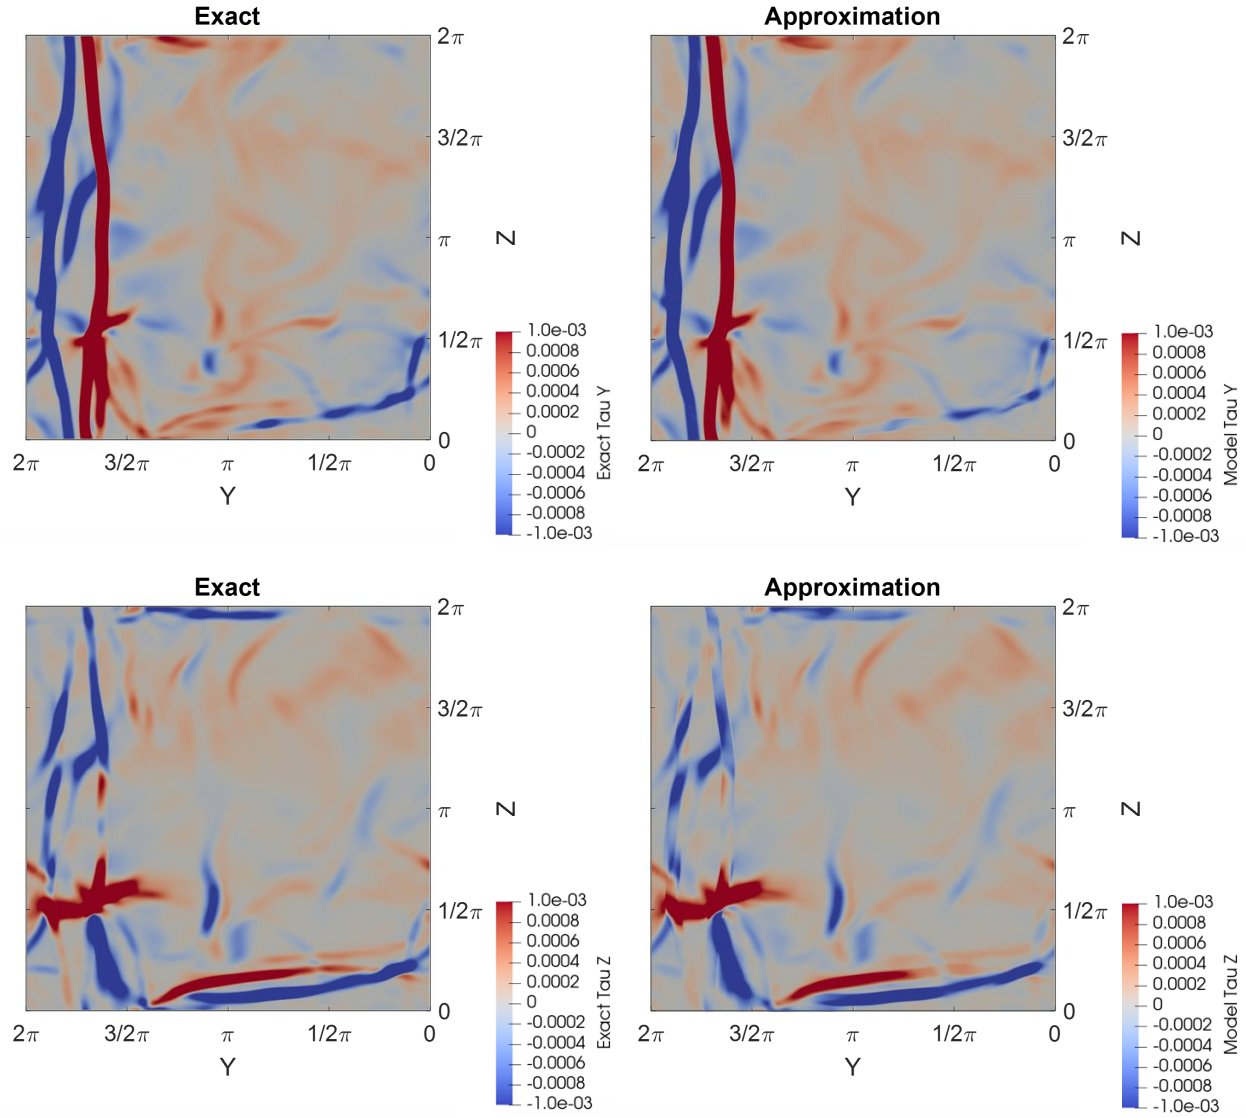 Exact
2π
3/2π
π
1/2π
0
Z
2π
3/2π
π
1/2π
0
Y
1.0e-03
0.0008
0.0006
0.0004
0.0002
0
-0.0002
-0.0004
-0.0006
-0.0008
-1.0e-03
Exact Tau Y
Approximation
2π
3/2π
π
1/2π
0
Z
2π
3/2π
π
1/2π
0
Y
1.0e-03
0.0008
0.0006
0.0004
0.0002
0
-0.0002
-0.0004
-0.0006
-0.0008
-1.0e-03
Model Tau Y
Exact
2π
3/2π
π
1/2π
0
Z
2π
3/2π
π
1/2π
0
Y
1.0e-03
0.0008
0.0006
0.0004
0.0002
0
-0.0002
-0.0004
-0.0006
-0.0008
-1.0e-03
Exact Tau Z
Approximation
2π
3/2π
π
1/2π
0
Z
2π
3/2π
π
1/2π
0
Y
1.0e-03
0.0008
0.0006
0.0004
0.0002
0
-0.0002
-0.0004
-0.0006
-0.0008
-1.0e-03
Model Tau Z